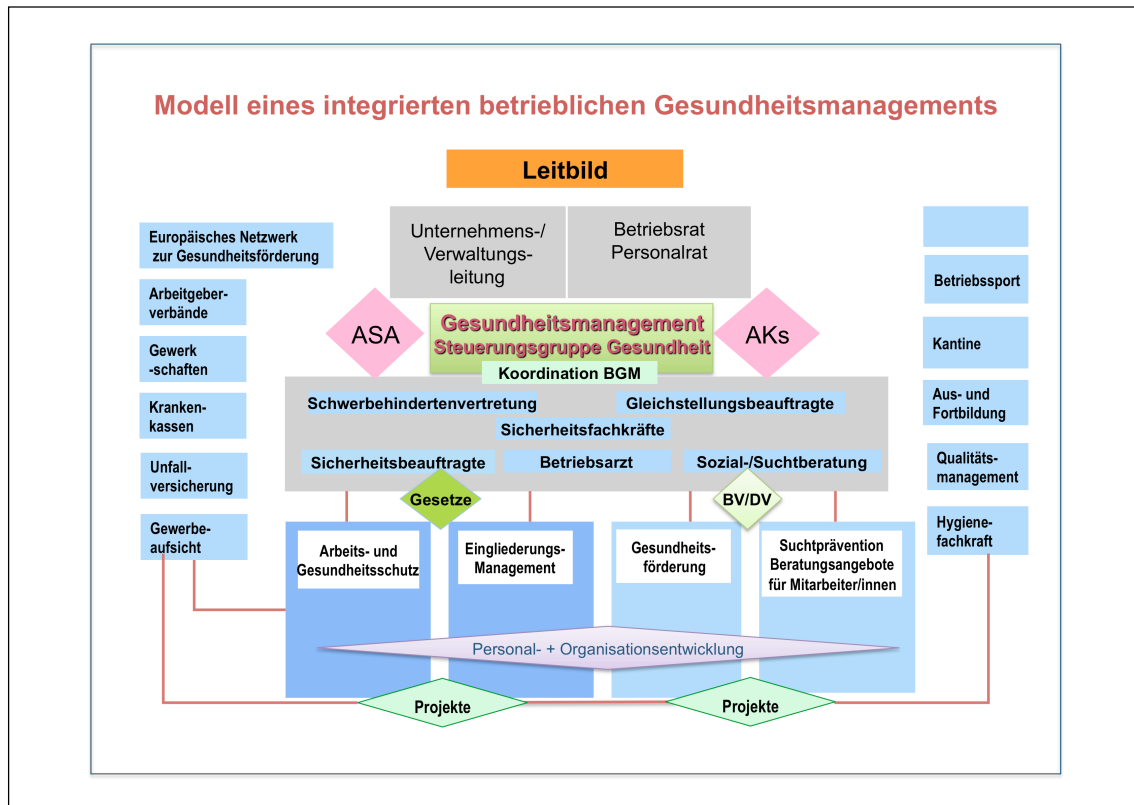 Modell eines integrierten betrieblichen Gesundheitsmanagements
Leitbild
Unternehmens-/
Verwaltungs-
leitung
Betriebsrat
Personalrat
Europäisches Netzwerk
zur Gesundheitsförderung
Arbeitgeber-
verbände
Gewerk
-schaften
Kranken-
kassen
Unfall-
versicherung
Gewerbe-
aufsicht
ASA
Gesundheitsmanagement
Steuerungsgruppe Gesundheit
AKs
Koordination BGM
Schwerbehindertenvertretung
Gleichstellungsbeauftragte
Sicherheitsfachkräfte
Sicherheitsbeauftragte
Betriebsarzt
Sozial-/Suchtberatung
Gesetze
BV/DV
Betriebssport
Kantine
Aus- und
Fortbildung
Qualitäts-
management
Hygiene-
fachkraft
Arbeits- und
Gesundheitsschutz
Eingliederungs-
Management
Gesundheits-
förderung
Suchtprävention
Beratungsangebote
für Mitarbeiter/innen
Personal- + Organisationsentwicklung
Projekte
Projekte